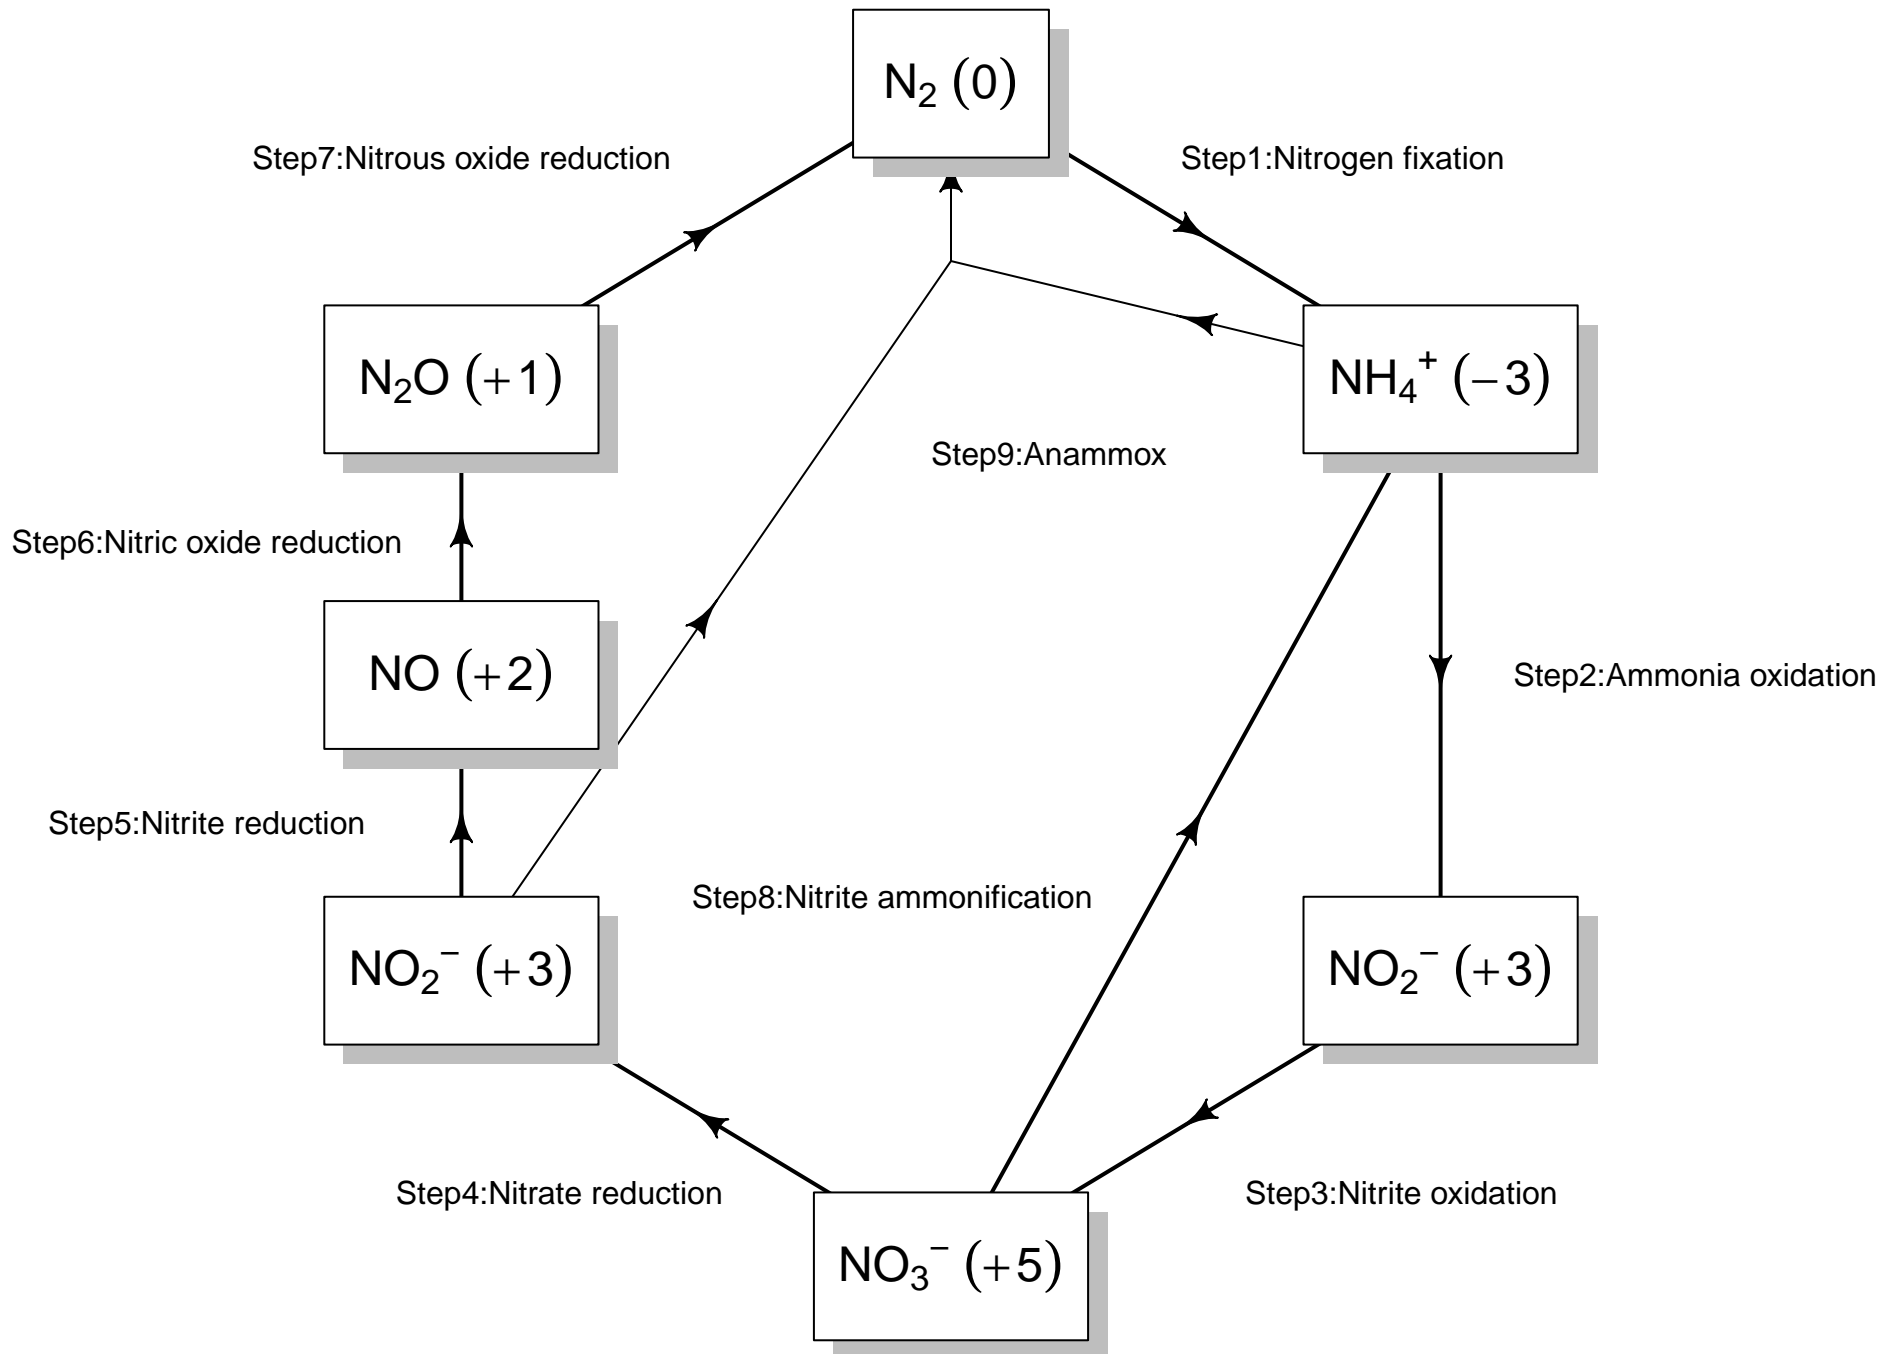 N₂ (0)
Step7:Nitrous oxide reduction
Step1:Nitrogen fixation
N₂O (+1)
NH₄⁺ (−3)
Step9:Anammox
Step6:Nitric oxide reduction
NO (+2)
Step2:Ammonia oxidation
Step5:Nitrite reduction
Step8:Nitrite ammonification
NO₂⁻ (+3)
NO₂⁻ (+3)
Step4:Nitrate reduction
Step3:Nitrite oxidation
NO₃⁻ (+5)